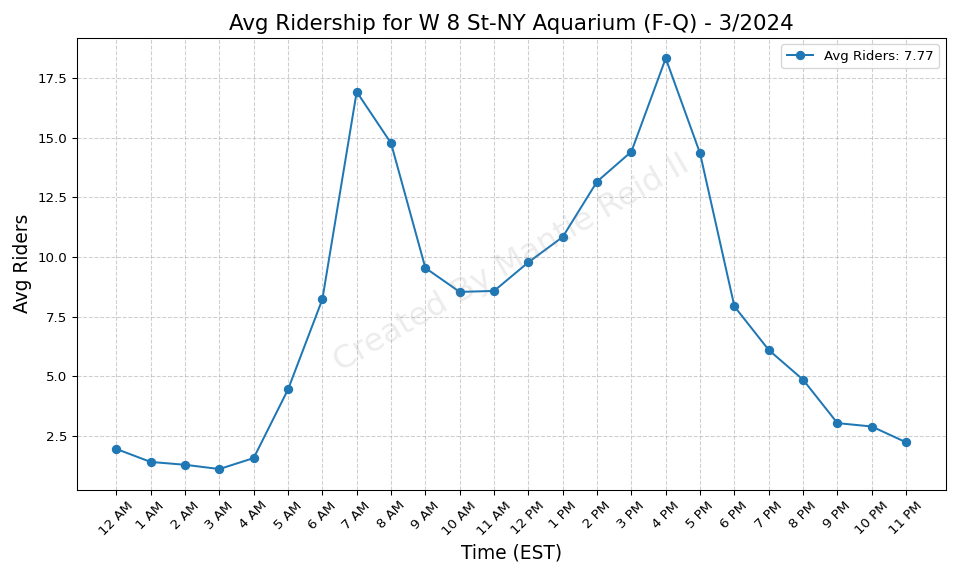 Avg Ridership for W 8 St-NY Aquarium (F-Q) - 3/2024
Avg Riders: 7.77
17.5
15.0
12.5
10.0
7.5
5.0
2.5
Avg Riders
Created By Mantie Reid II
12 AM
1 AM
2 AM
3 AM
4 AM
5 AM
6 AM
7 AM
8 AM
9 AM
10 AM
11 AM
12 PM
1 PM
2 PM
3 PM
4 PM
5 PM
6 PM
7 PM
8 PM
9 PM
10 PM
11 PM
Time (EST)